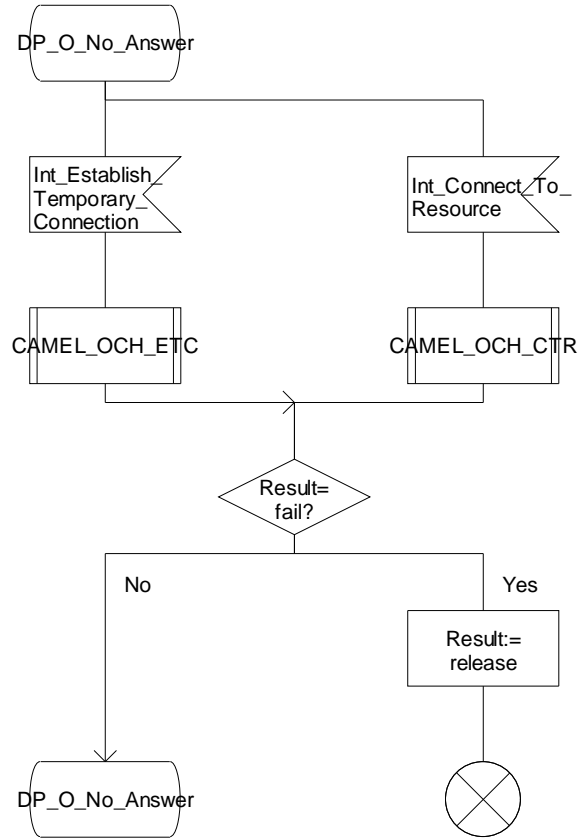 DP_O_No_Answer
Int_Establish_
Temporary_
Connection
Int_Connect_To_
Resource
CAMEL_OCH_ETC
CAMEL_OCH_CTR
Result=
fail?
No
Yes
Result:=
release
DP_O_No_Answer